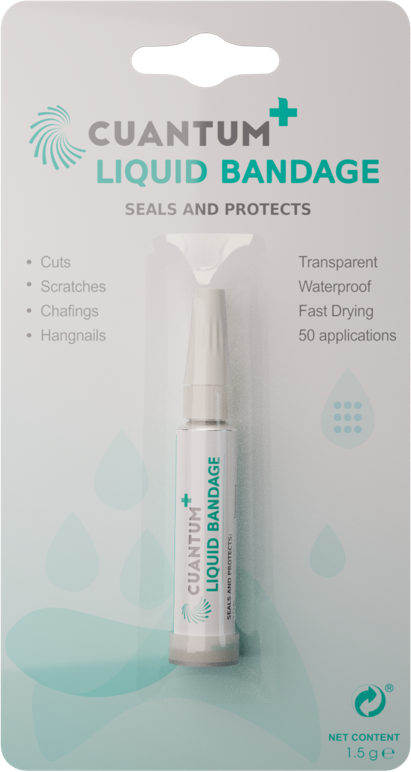 CUANTUM+
LIQUID BANDAGE
SEALS AND PROTECTS
• Cuts
• Scratches
• Chafings
• Hangnails
Transparent
Waterproof
Fast Drying
50 applications
CUANTUM+
LIQUID BANDAGE
SEALS AND PROTECTS
®
NET CONTENT
1.5 g ℮